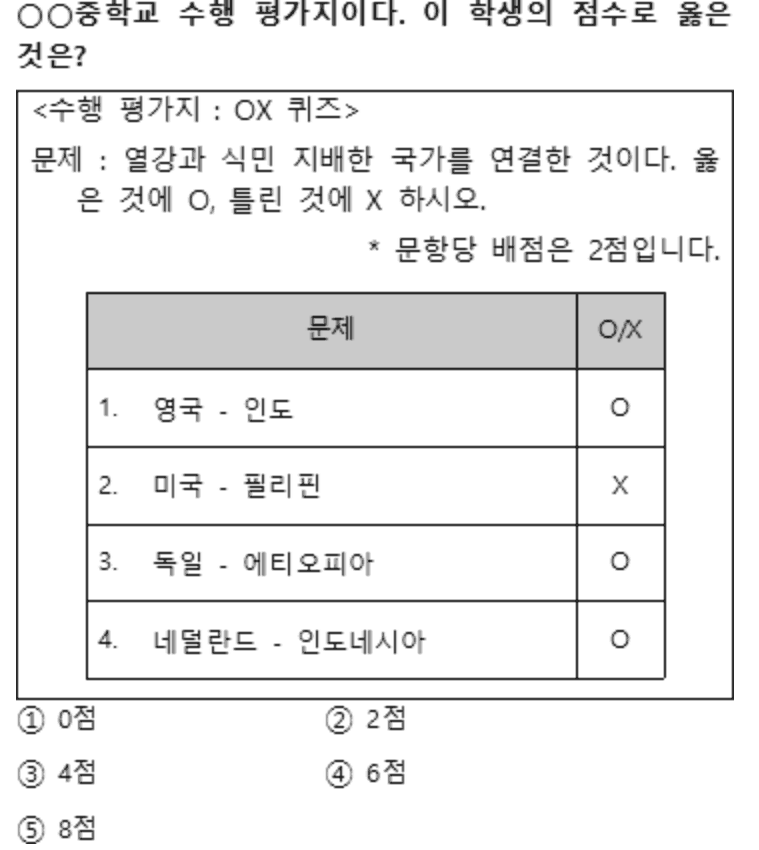 ○○중학교 수행 평가지이다. 이 학생의 점수로 옳은
것은?
<수행 평가지 : OX 퀴즈>
문제 : 열강과 식민 지배한 국가를 연결한 것이다. 옳
은 것에 O, 틀린 것에 X 하시오.
* 문항당 배점은 2점입니다.
문제 O/X
1. 영국 - 인도 O
2. 미국 - 필리핀 X
3. 독일 - 에티오피아 O
4. 네덜란드 - 인도네시아 O
① 0점 ② 2점
③ 4점 ④ 6점
⑤ 8점